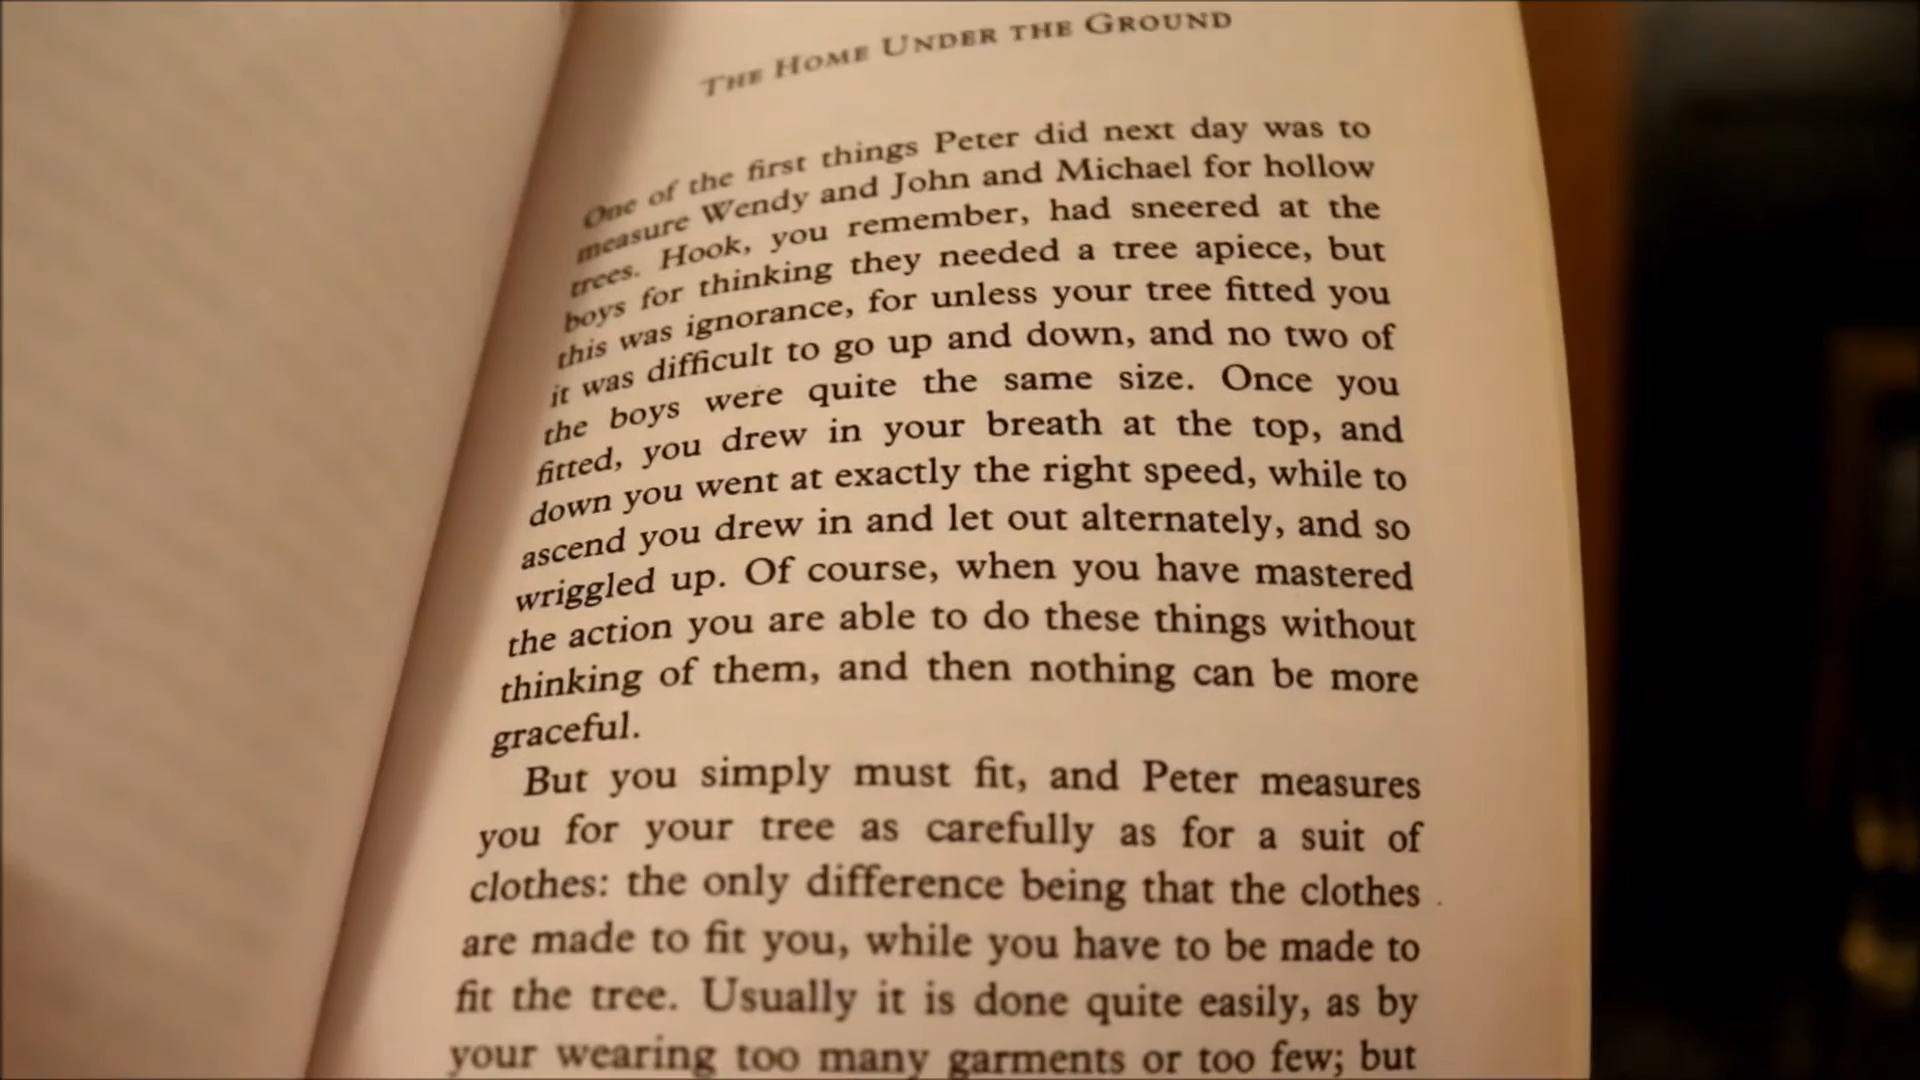 THE HOME UNDER THE GROUND
One of the first things Peter did next day was to
measure Wendy and John and Michael for hollow
trees. Hook, you remember, had sneered at the
boys for thinking they needed a tree apiece, but
this was ignorance, for unless your tree fitted you
it was difficult to go up and down, and no two of
the boys were quite the same size. Once you
fitted, you drew in your breath at the top, and
down you went at exactly the right speed, while to
ascend you drew in and let out alternately, and so
wriggled up. Of course, when you have mastered
the action you are able to do these things without
thinking of them, and then nothing can be more
graceful.
But you simply must fit, and Peter measures
you for your tree as carefully as for a suit of
clothes: the only difference being that the clothes
are made to fit you, while you have to be made to
fit the tree. Usually it is done quite easily, as by
your wearing too many garments or too few; but